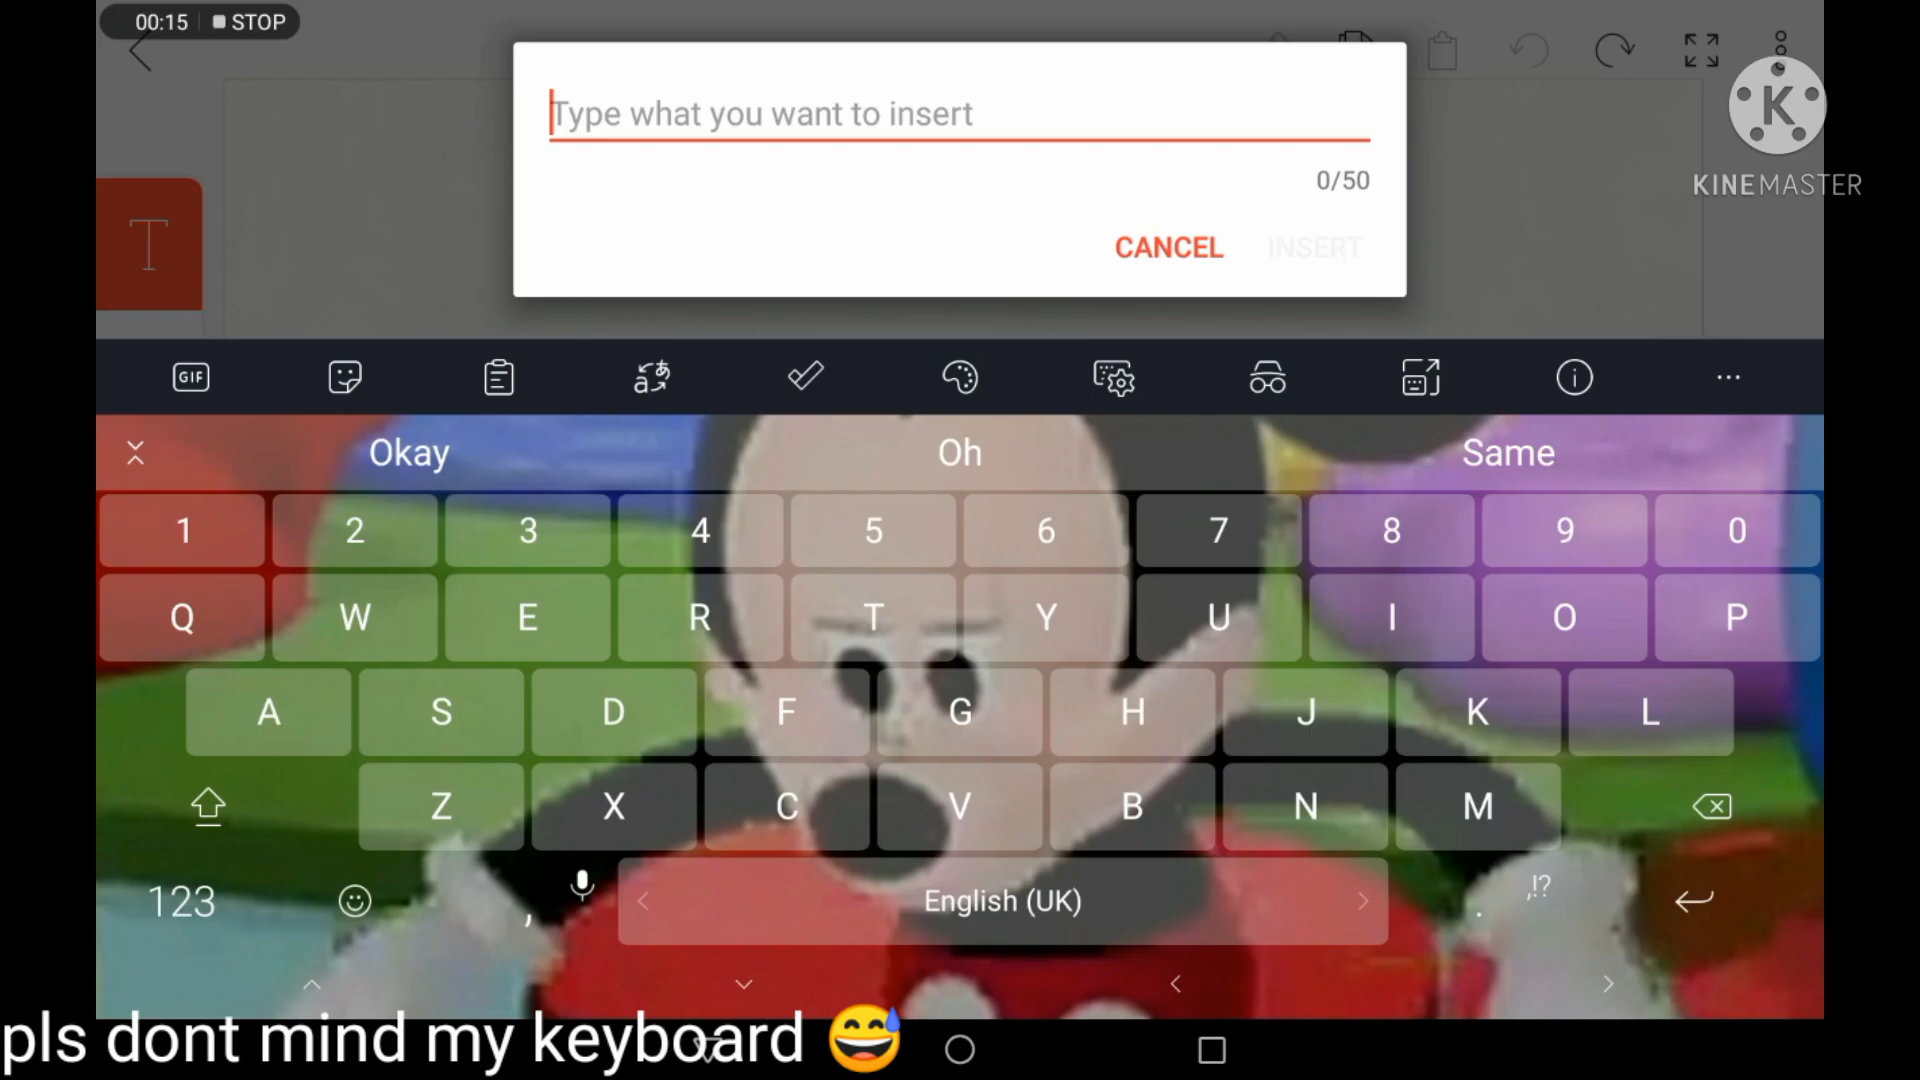 00:15 STOP
Type what you want to insert
0/50
CANCEL INSERT
K
KINEMASTER
T
GIF
Okay Oh Same
1 2 3 4 5 6 7 8 9 0
Q W E R T Y U I O P
A S D F G H J K L
Z X C V B N M
123 , English (UK) . ,!?
pls dont mind my keyboard 😅